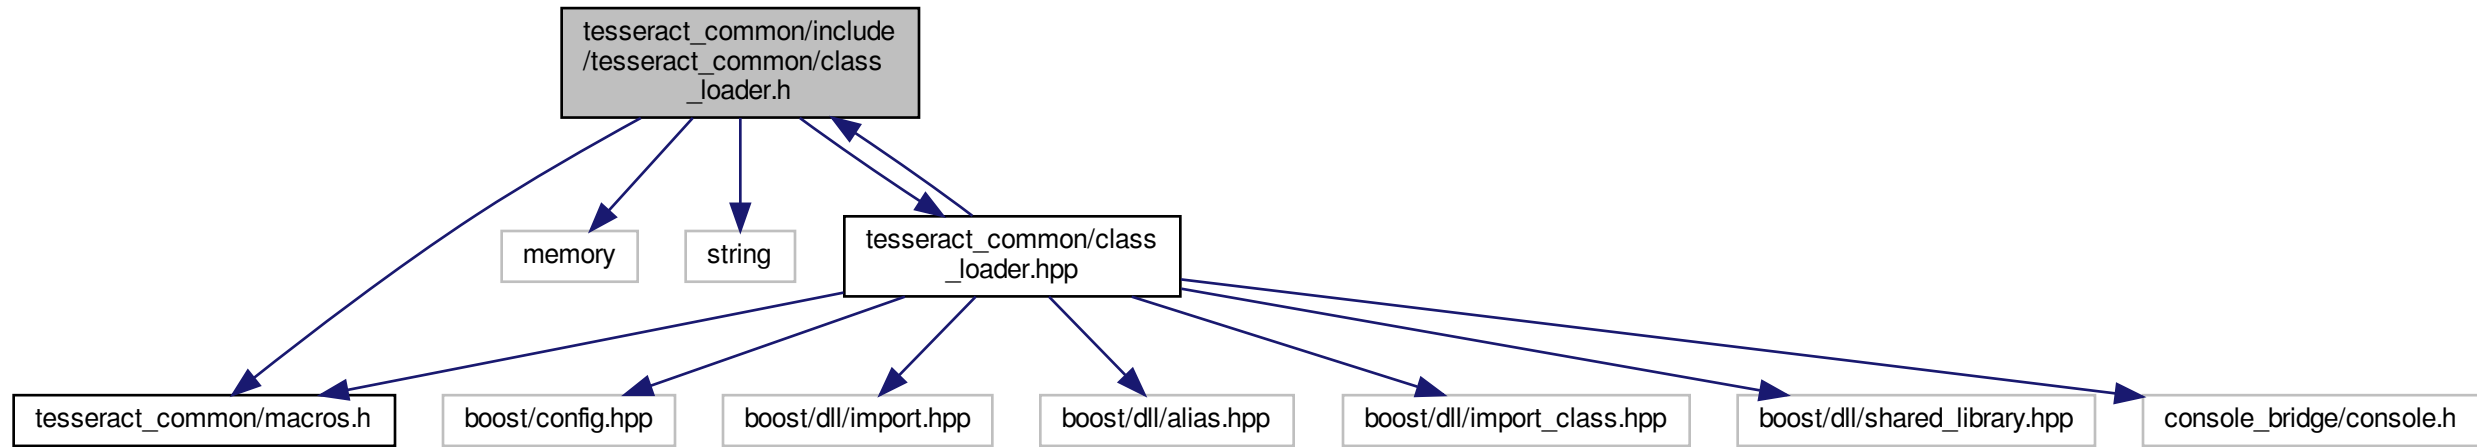 tesseract_common/include
/tesseract_common/class
_loader.h
memory
string
tesseract_common/class
_loader.hpp
tesseract_common/macros.h
boost/config.hpp
boost/dll/import.hpp
boost/dll/alias.hpp
boost/dll/import_class.hpp
boost/dll/shared_library.hpp
console_bridge/console.h